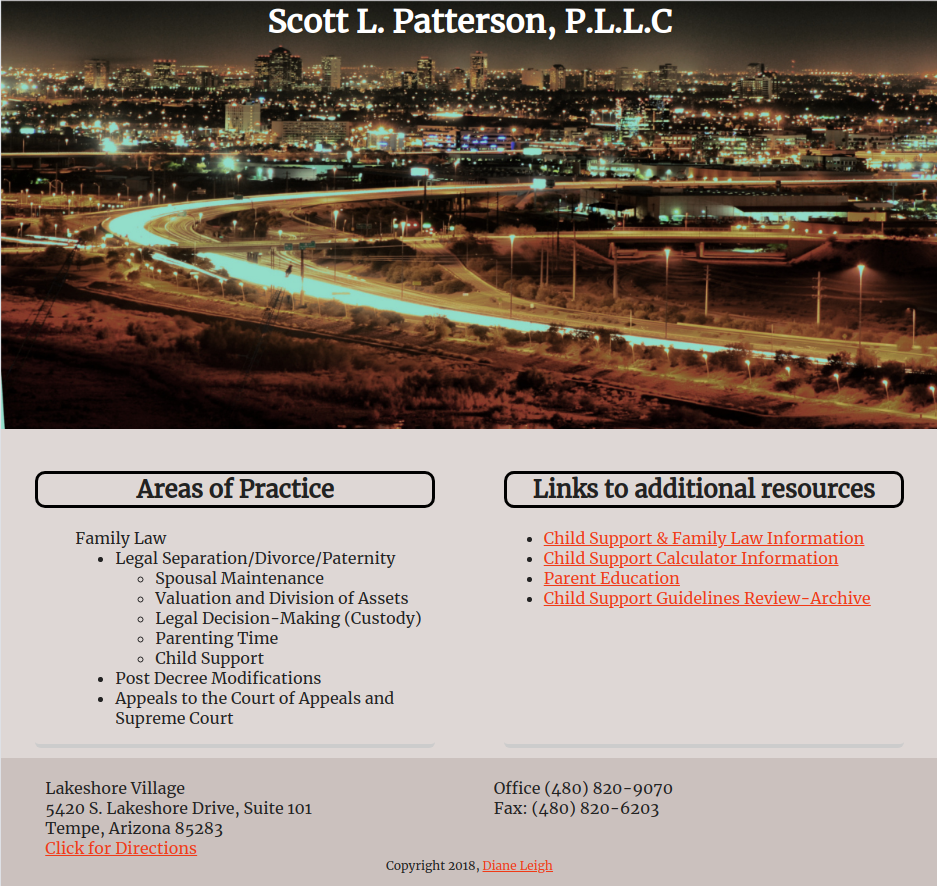 Scott L. Patterson, P.L.L.C
Areas of Practice
Family Law
Legal Separation/Divorce/Paternity
Spousal Maintenance
Valuation and Division of Assets
Legal Decision-Making (Custody)
Parenting Time
Child Support
Post Decree Modifications
Appeals to the Court of Appeals and
Supreme Court
Links to additional resources
Child Support & Family Law Information
Child Support Calculator Information
Parent Education
Child Support Guidelines Review-Archive
Lakeshore Village
5420 S. Lakeshore Drive, Suite 101
Tempe, Arizona 85283
Click for Directions
Office (480) 820-9070
Fax: (480) 820-6203
Copyright 2018, Diane Leigh